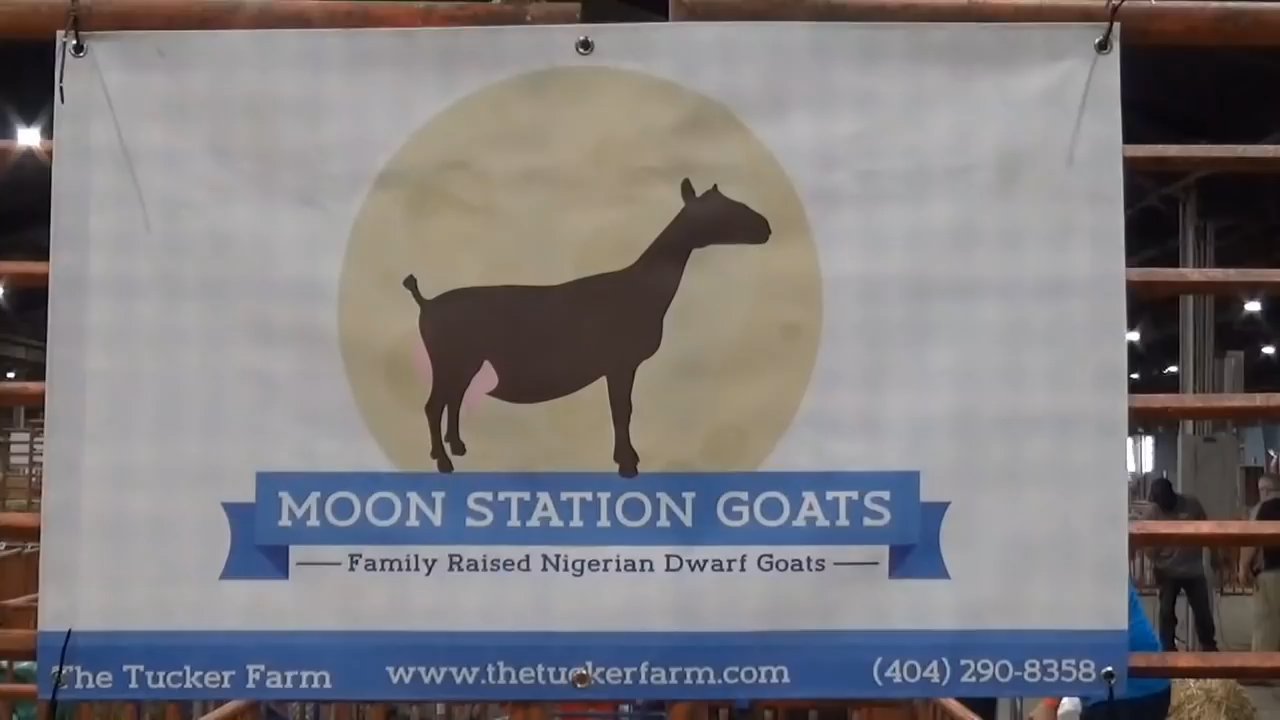 MOON STATION GOATS
Family Raised Nigerian Dwarf Goats
The Tucker Farm www.thetuckerfarm.com (404) 290-8358